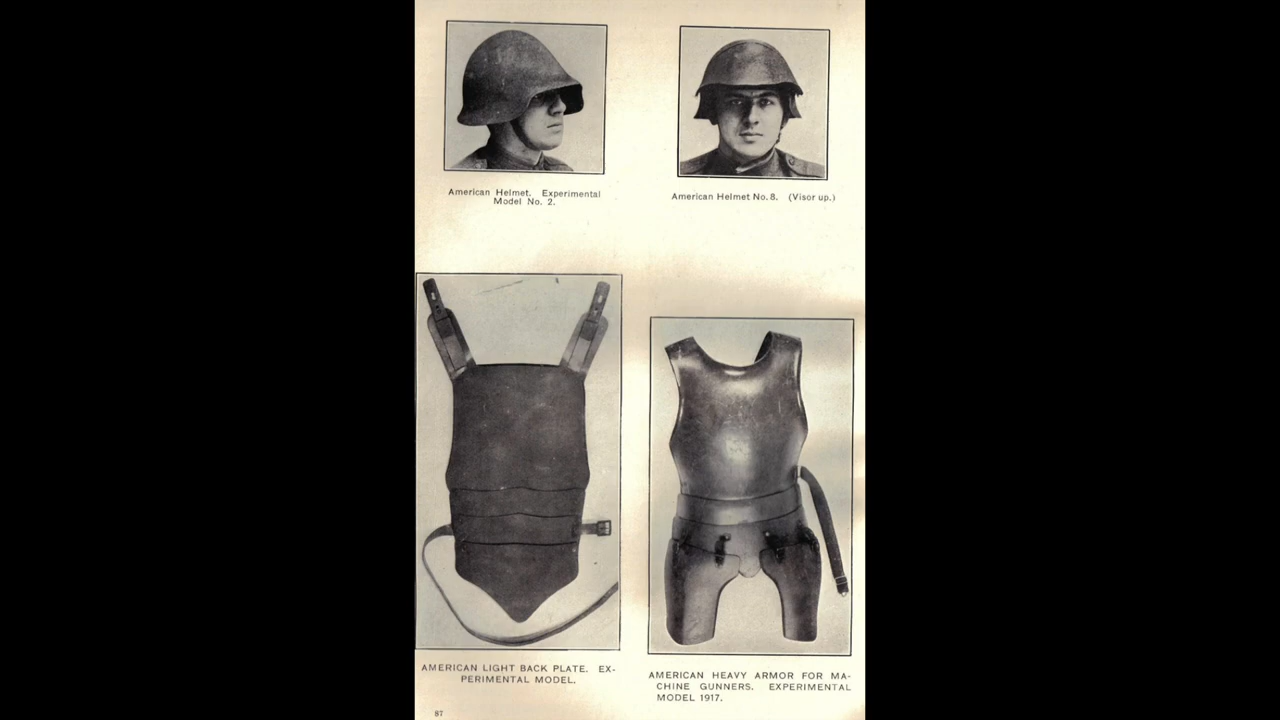 American Helmet. Experimental
Model No. 2.
American Helmet No. 8. (Visor up.)
AMERICAN LIGHT BACK PLATE. EX-
PERIMENTAL MODEL.
AMERICAN HEAVY ARMOR FOR MA-
CHINE GUNNERS. EXPERIMENTAL
MODEL 1917.
87